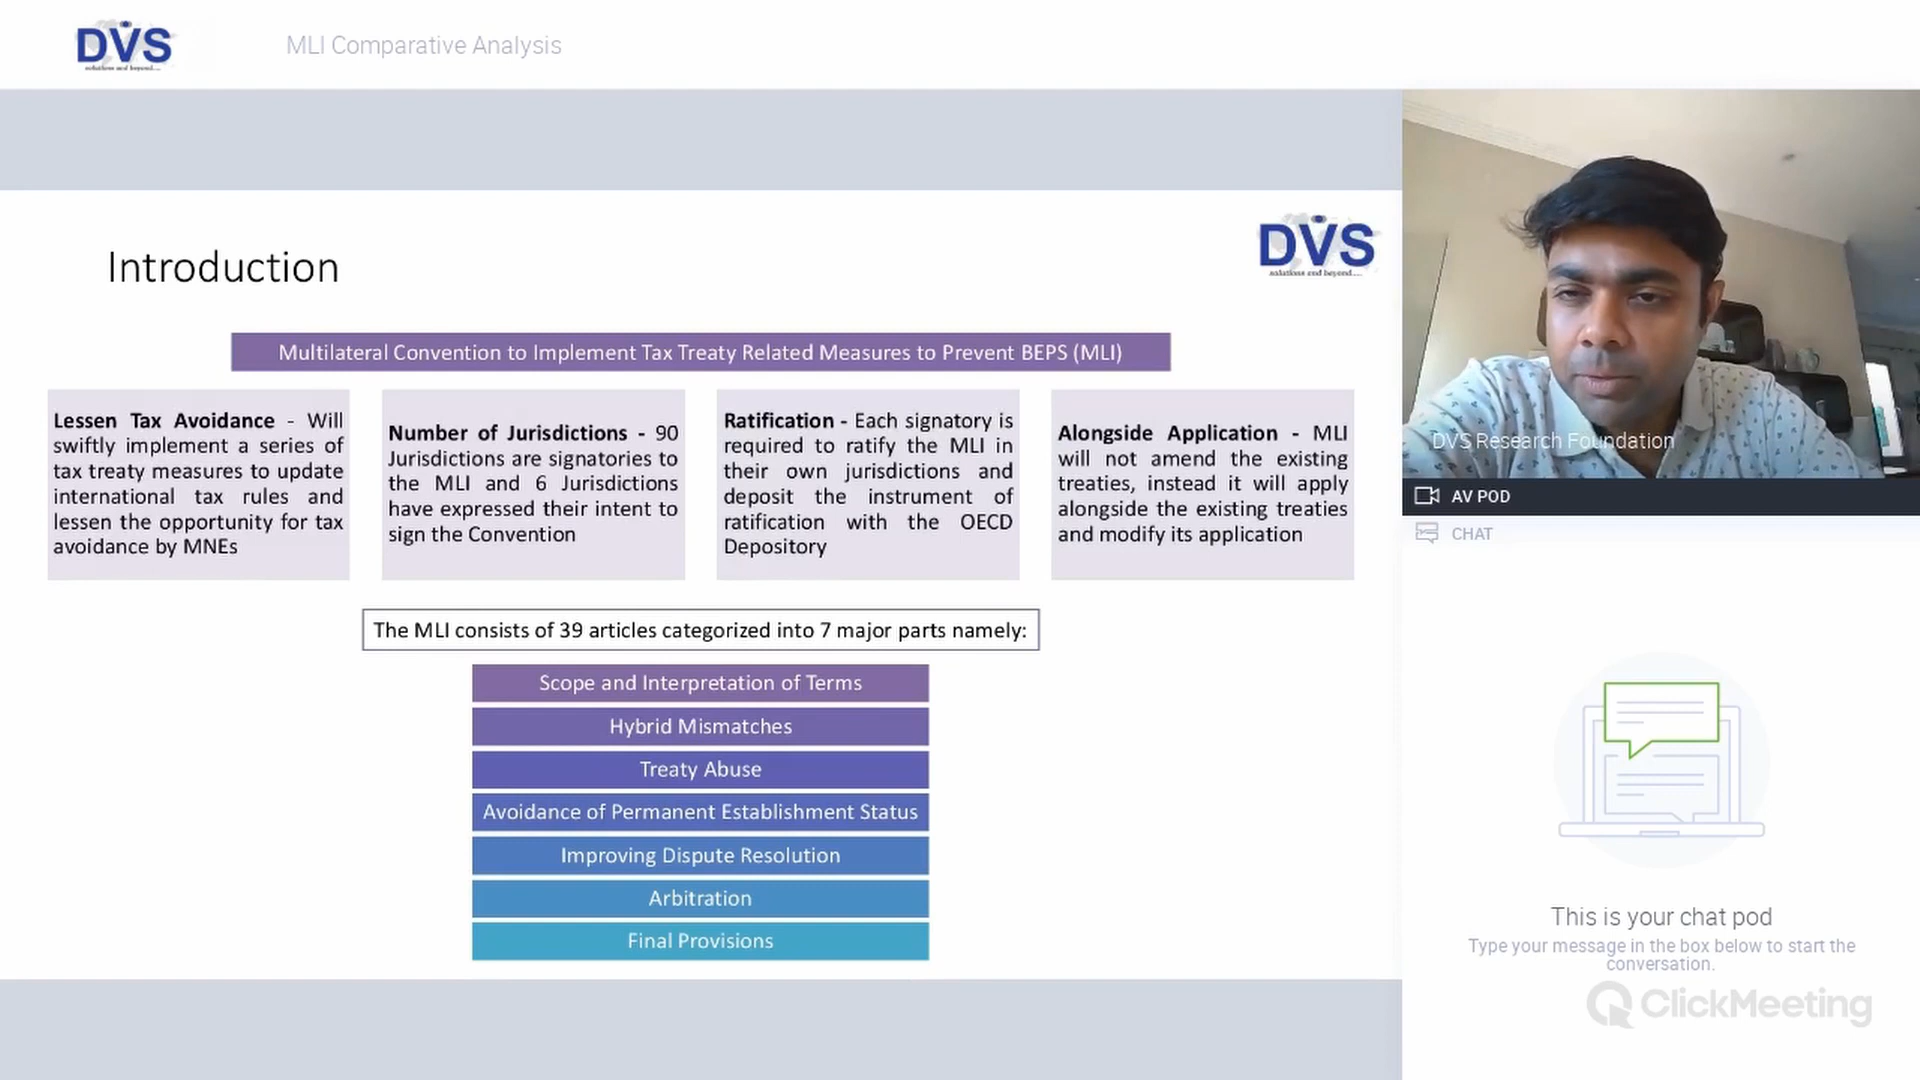 DVS
solutions and beyond....
MLI Comparative Analysis
Introduction
DVS
solutions and beyond....
Multilateral Convention to Implement Tax Treaty Related Measures to Prevent BEPS (MLI)
Lessen Tax Avoidance - Will
swiftly implement a series of
tax treaty measures to update
international tax rules and
lessen the opportunity for tax
avoidance by MNEs
Number of Jurisdictions - 90
Jurisdictions are signatories to
the MLI and 6 Jurisdictions
have expressed their intent to
sign the Convention
Ratification - Each signatory is
required to ratify the MLI in
their own jurisdictions and
deposit the instrument of
ratification with the OECD
Depository
Alongside Application - MLI
will not amend the existing
treaties, instead it will apply
alongside the existing treaties
and modify its application
The MLI consists of 39 articles categorized into 7 major parts namely:
Scope and Interpretation of Terms
Hybrid Mismatches
Treaty Abuse
Avoidance of Permanent Establishment Status
Improving Dispute Resolution
Arbitration
Final Provisions
DVS Research Foundation
AV POD
CHAT
This is your chat pod
Type your message in the box below to start the
conversation.
ClickMeeting